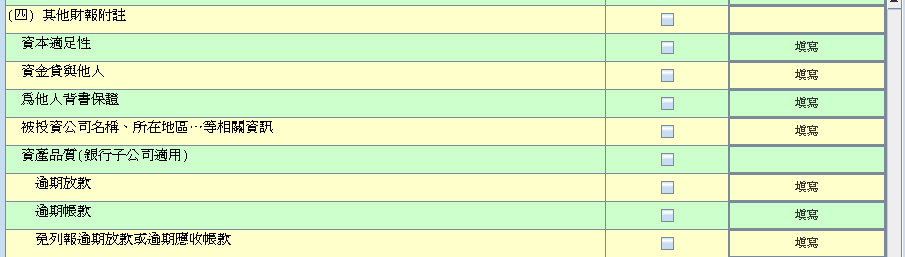 (四) 其他財報附註
資本適足性 填寫
資金貸與他人 填寫
為他人背書保證 填寫
被投資公司名稱、所在地區…等相關資訊 填寫
資產品質(銀行子公司適用)
逾期放款 填寫
逾期帳款 填寫
免列報逾期放款或逾期應收帳款 填寫